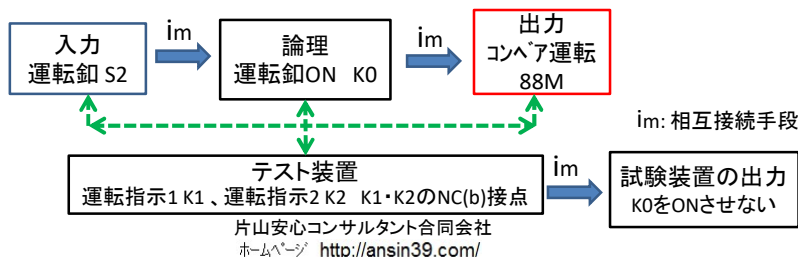 入力
運転釦 S2
im
論理
運転釦ON K0
im
出力
コンベア運転
88M
im: 相互接続手段
テスト装置
運転指示1 K1 、運転指示2 K2 K1・K2のNC(b)接点
im
試験装置の出力
K0をONさせない
片山安心コンサルタント合同会社
ホームページ http://ansin39.com/